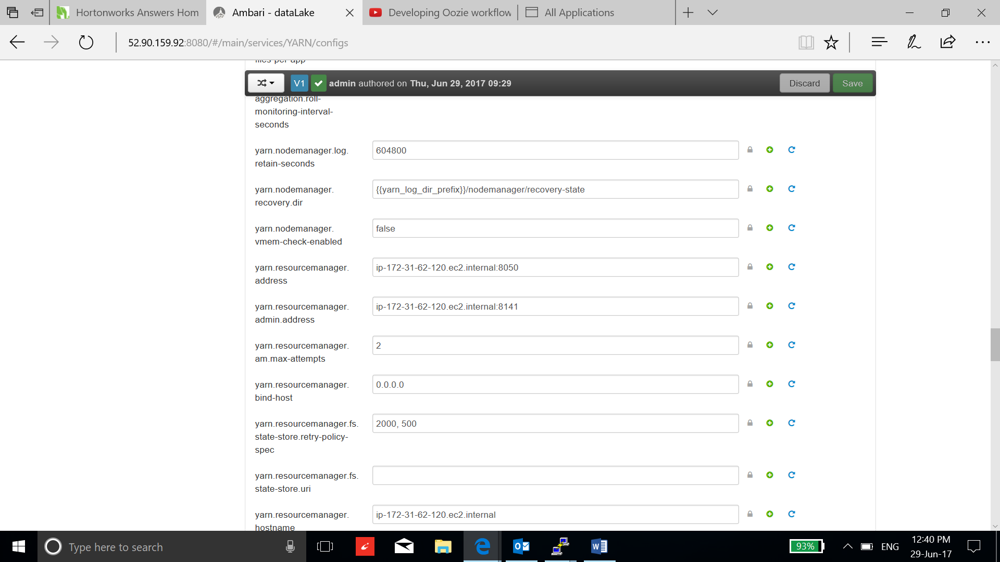 Hortonworks Answers Hom
Ambari - dataLake
Developing Oozie workflow
All Applications
52.90.159.92:8080/#/main/services/YARN/configs
files per app
V1
admin authored on Thu, Jun 29, 2017 09:29
Discard
Save
aggregation.roll-
monitoring-interval-
seconds
yarn.nodemanager.log.
retain-seconds
604800
yarn.nodemanager.
recovery.dir
{{yarn_log_dir_prefix}}/nodemanager/recovery-state
yarn.nodemanager.
vmem-check-enabled
false
yarn.resourcemanager.
address
ip-172-31-62-120.ec2.internal:8050
yarn.resourcemanager.
admin.address
ip-172-31-62-120.ec2.internal:8141
yarn.resourcemanager.
am.max-attempts
2
yarn.resourcemanager.
bind-host
0.0.0.0
yarn.resourcemanager.fs.
state-store.retry-policy-
spec
2000, 500
yarn.resourcemanager.fs.
state-store.uri
yarn.resourcemanager.
hostname
ip-172-31-62-120.ec2.internal
Type here to search
93%
ENG
12:40 PM
29-Jun-17